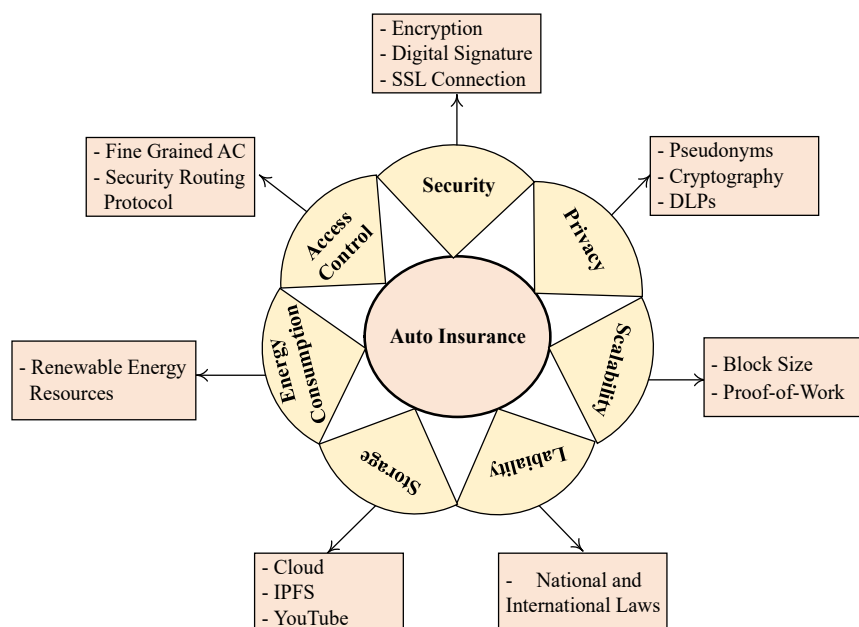 - Encryption
- Digital Signature
- SSL Connection
- Fine Grained AC
- Security Routing
Protocol
- Pseudonyms
- Cryptography
- DLPs
Security
Access
Control
Privacy
Auto Insurance
Energy
Consumption
Scalability
- Renewable Energy
Resources
- Block Size
- Proof-of-Work
Storage
Labiality
- Cloud
- IPFS
- YouTube
- National and
International Laws